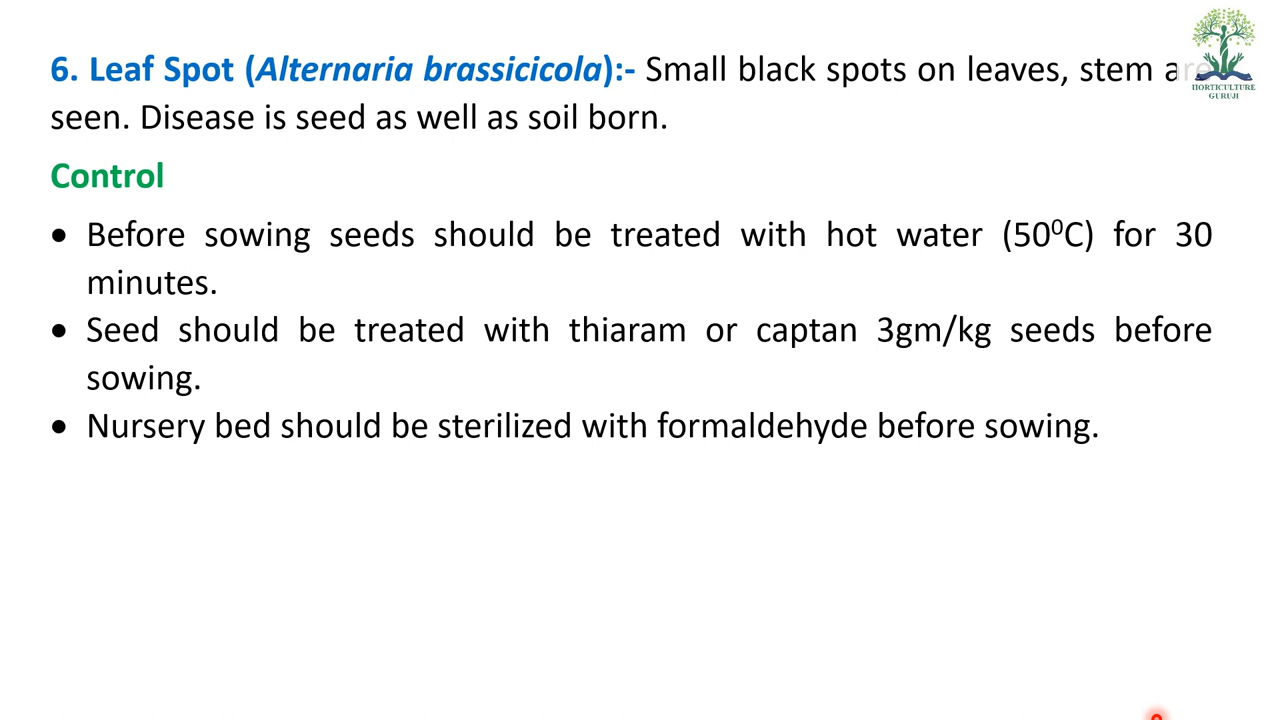 6. Leaf Spot (Alternaria brassicicola):- Small black spots on leaves, stem are
seen. Disease is seed as well as soil born.
Control
• Before sowing seeds should be treated with hot water (50⁰C) for 30
minutes.
• Seed should be treated with thiaram or captan 3gm/kg seeds before
sowing.
• Nursery bed should be sterilized with formaldehyde before sowing.
HORTICULTURE
GURUJI